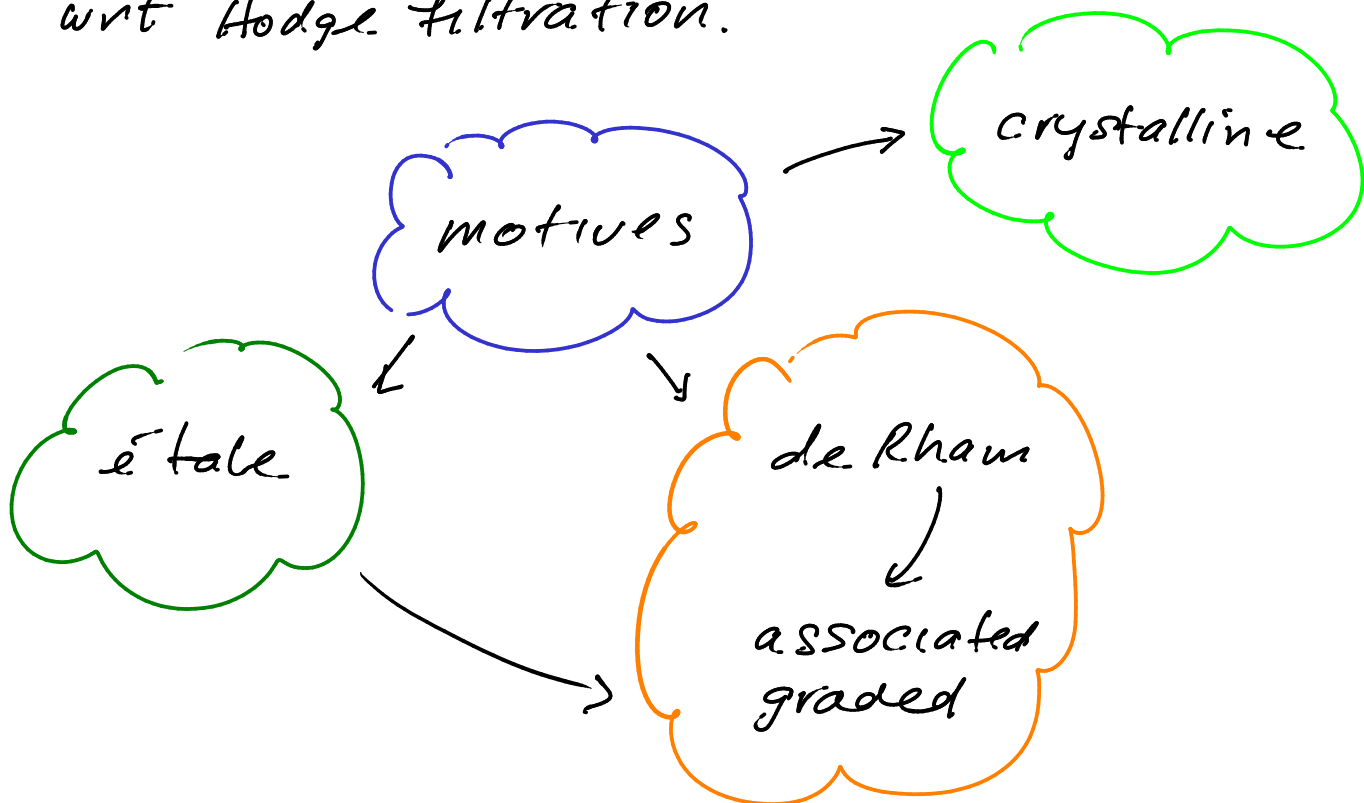 wrt Hodge Filtration.
crystalline
motives
étale
de Rham
associated
graded